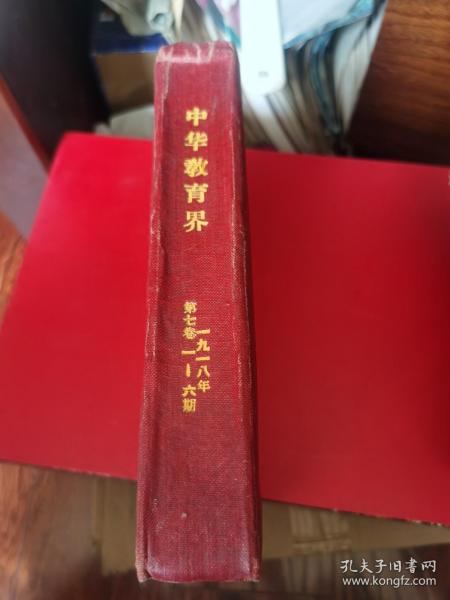 中华教育界
一九一八年
第七卷 一-六期
孔夫子旧书网
www.kongfz.com